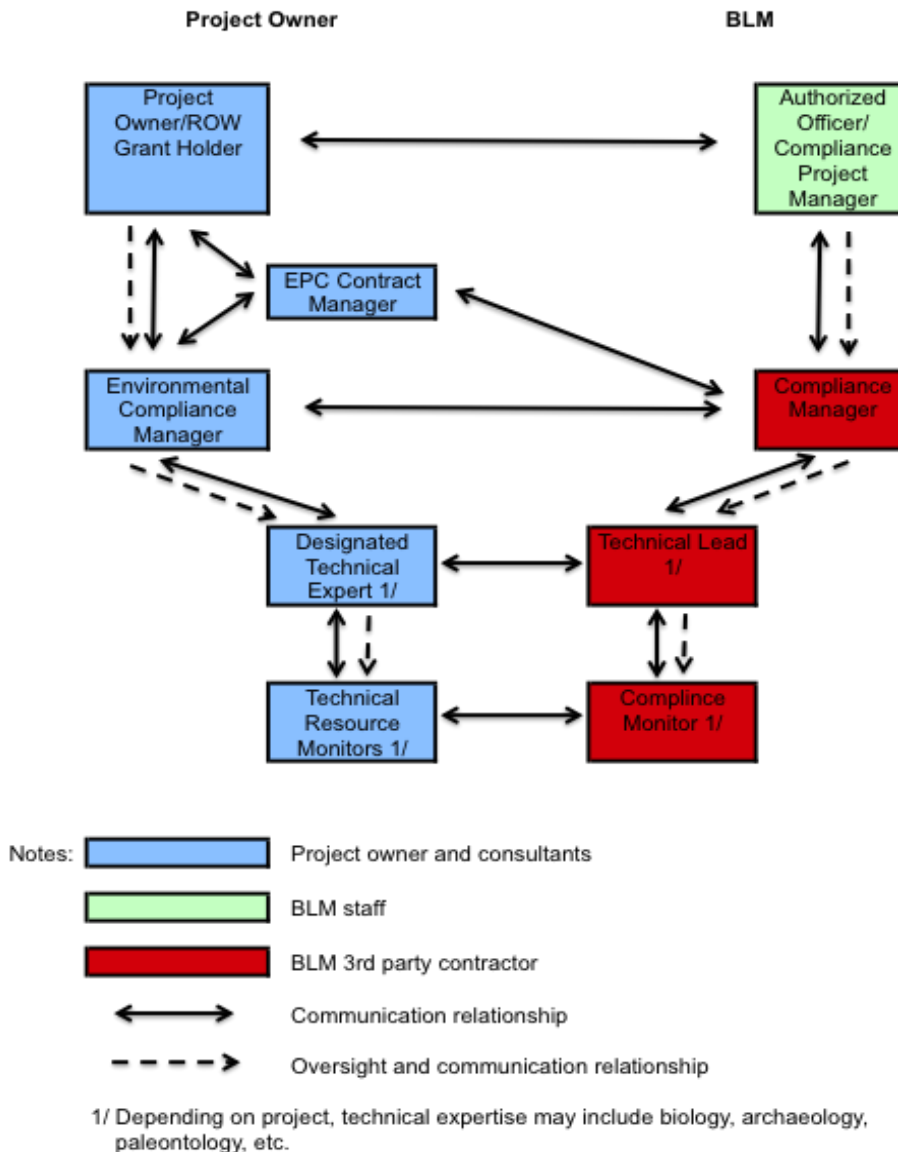 Project Owner
BLM
Project
Owner/ROW
Grant Holder
Authorized
Officer/
Compliance
Project
Manager
EPC Contract
Manager
Environmental
Compliance
Manager
Compliance
Manager
Designated
Technical
Expert 1/
Technical Lead
1/
Technical
Resource
Monitors 1/
Complince
Monitor 1/
Notes:
Project owner and consultants
BLM staff
BLM 3rd party contractor
Communication relationship
Oversight and communication relationship
1/ Depending on project, technical expertise may include biology, archaeology,
paleontology, etc.